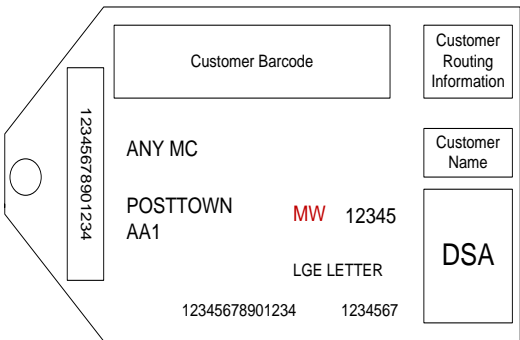 Customer Barcode
Customer
Routing
Information
12345678901234
ANY MC
Customer
Name
POSTTOWN
AA1
MW 12345
DSA
LGE LETTER
12345678901234 1234567